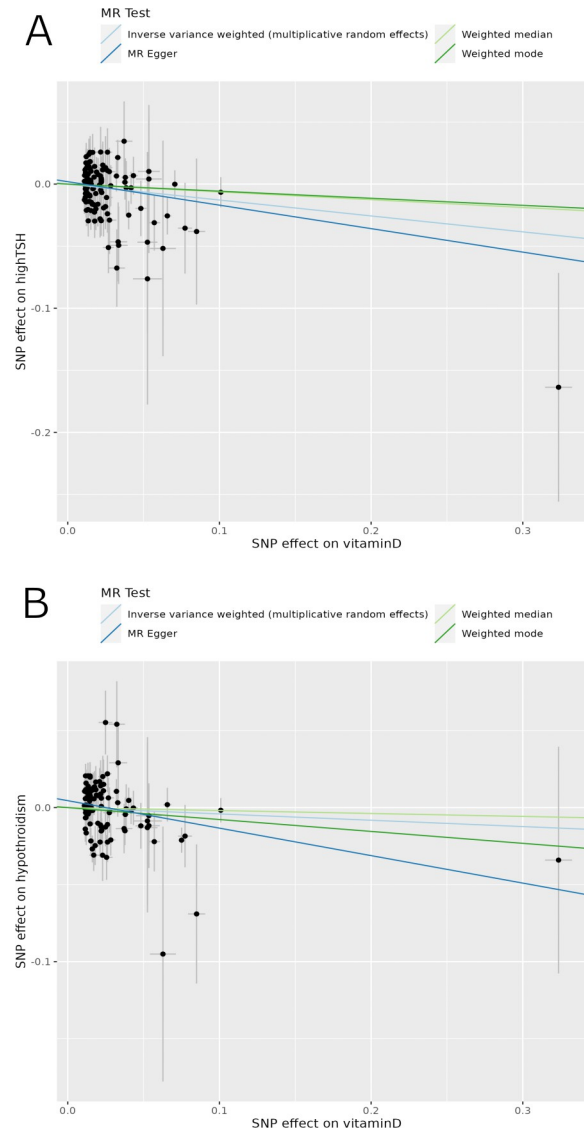 A
MR Test
Inverse variance weighted (multiplicative random effects)
Weighted median
MR Egger
Weighted mode
SNP effect on highTSH
0.0
-0.1
-0.2
0.0
0.1
0.2
0.3
SNP effect on vitaminD
B
MR Test
Inverse variance weighted (multiplicative random effects)
Weighted median
MR Egger
Weighted mode
SNP effect on hypothroidism
0.0
-0.1
0.0
0.1
0.2
0.3
SNP effect on vitaminD